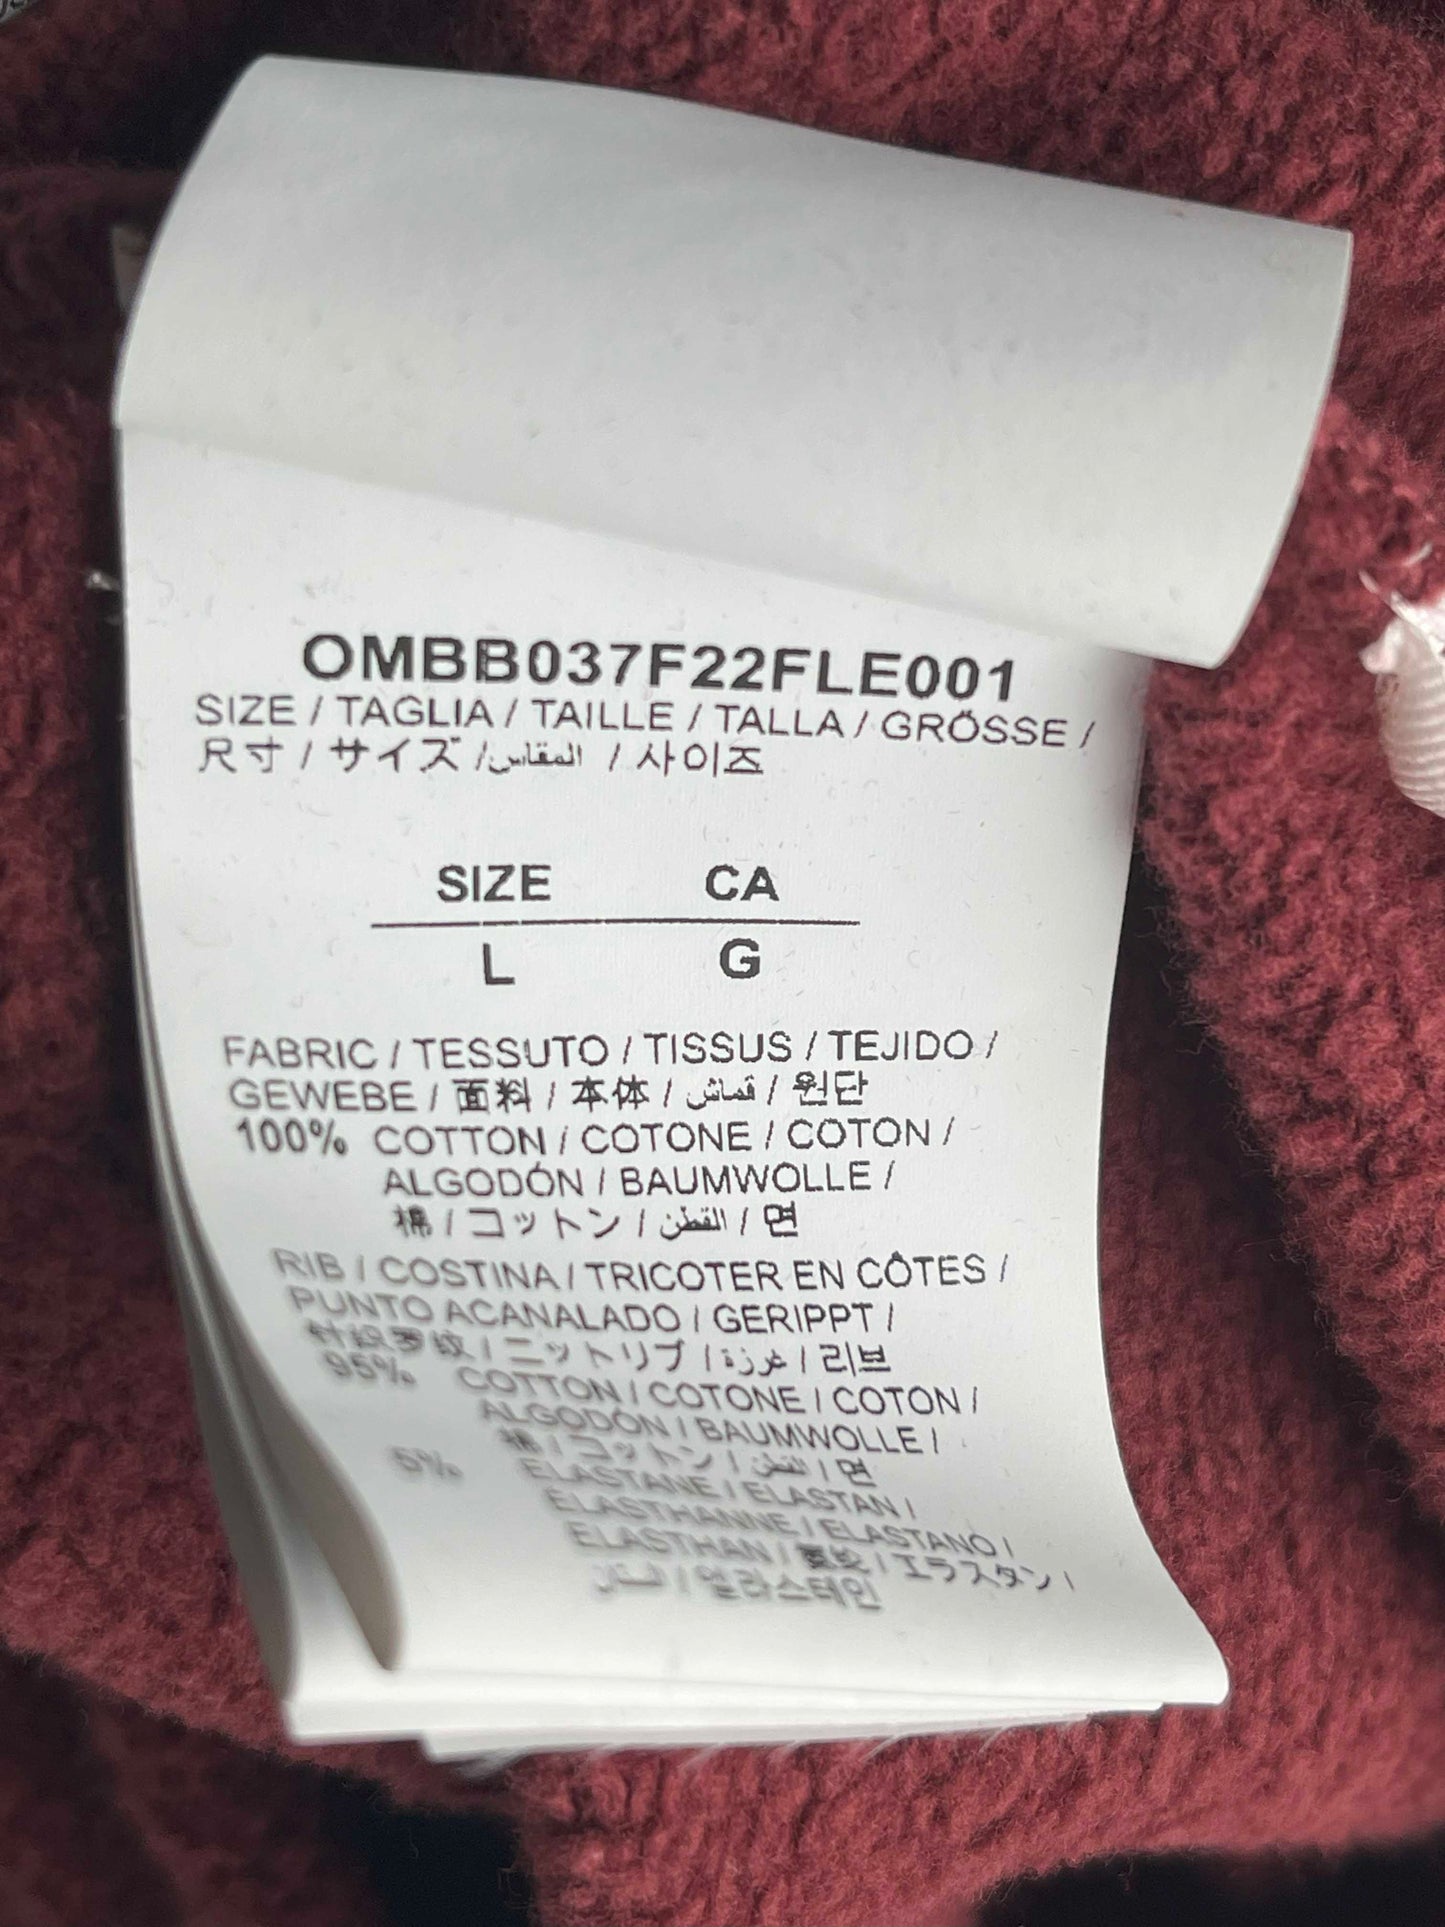 OMBB037F22FLE001
SIZE / TAGLIA / TAILLE / TALLA / GRÖSSE /
尺寸 / サイズ / المقاس / 사이즈
SIZE CA
L G
FABRIC / TESSUTO / TISSUS / TEJIDO /
GEWEBE / 面料 / 本体 / قماش / 원단
100% COTTON / COTONE / COTON /
ALGODÓN / BAUMWOLLE /
棉 / コットン / القطن / 면
RIB / COSTINA / TRICOTER EN CÔTES /
PUNTO ACANALADO / GERIPPT /
针织罗纹 / ニットリブ / غرزة / 리브
95% COTTON / COTONE / COTON /
ALGODÓN / BAUMWOLLE /
棉 / コットン / القطن / 면
5% ELASTANE / ELASTAN /
ELASTHANNE / ELASTANO /
ELASTHAN / / エラスタン /
/ 엘라스테인